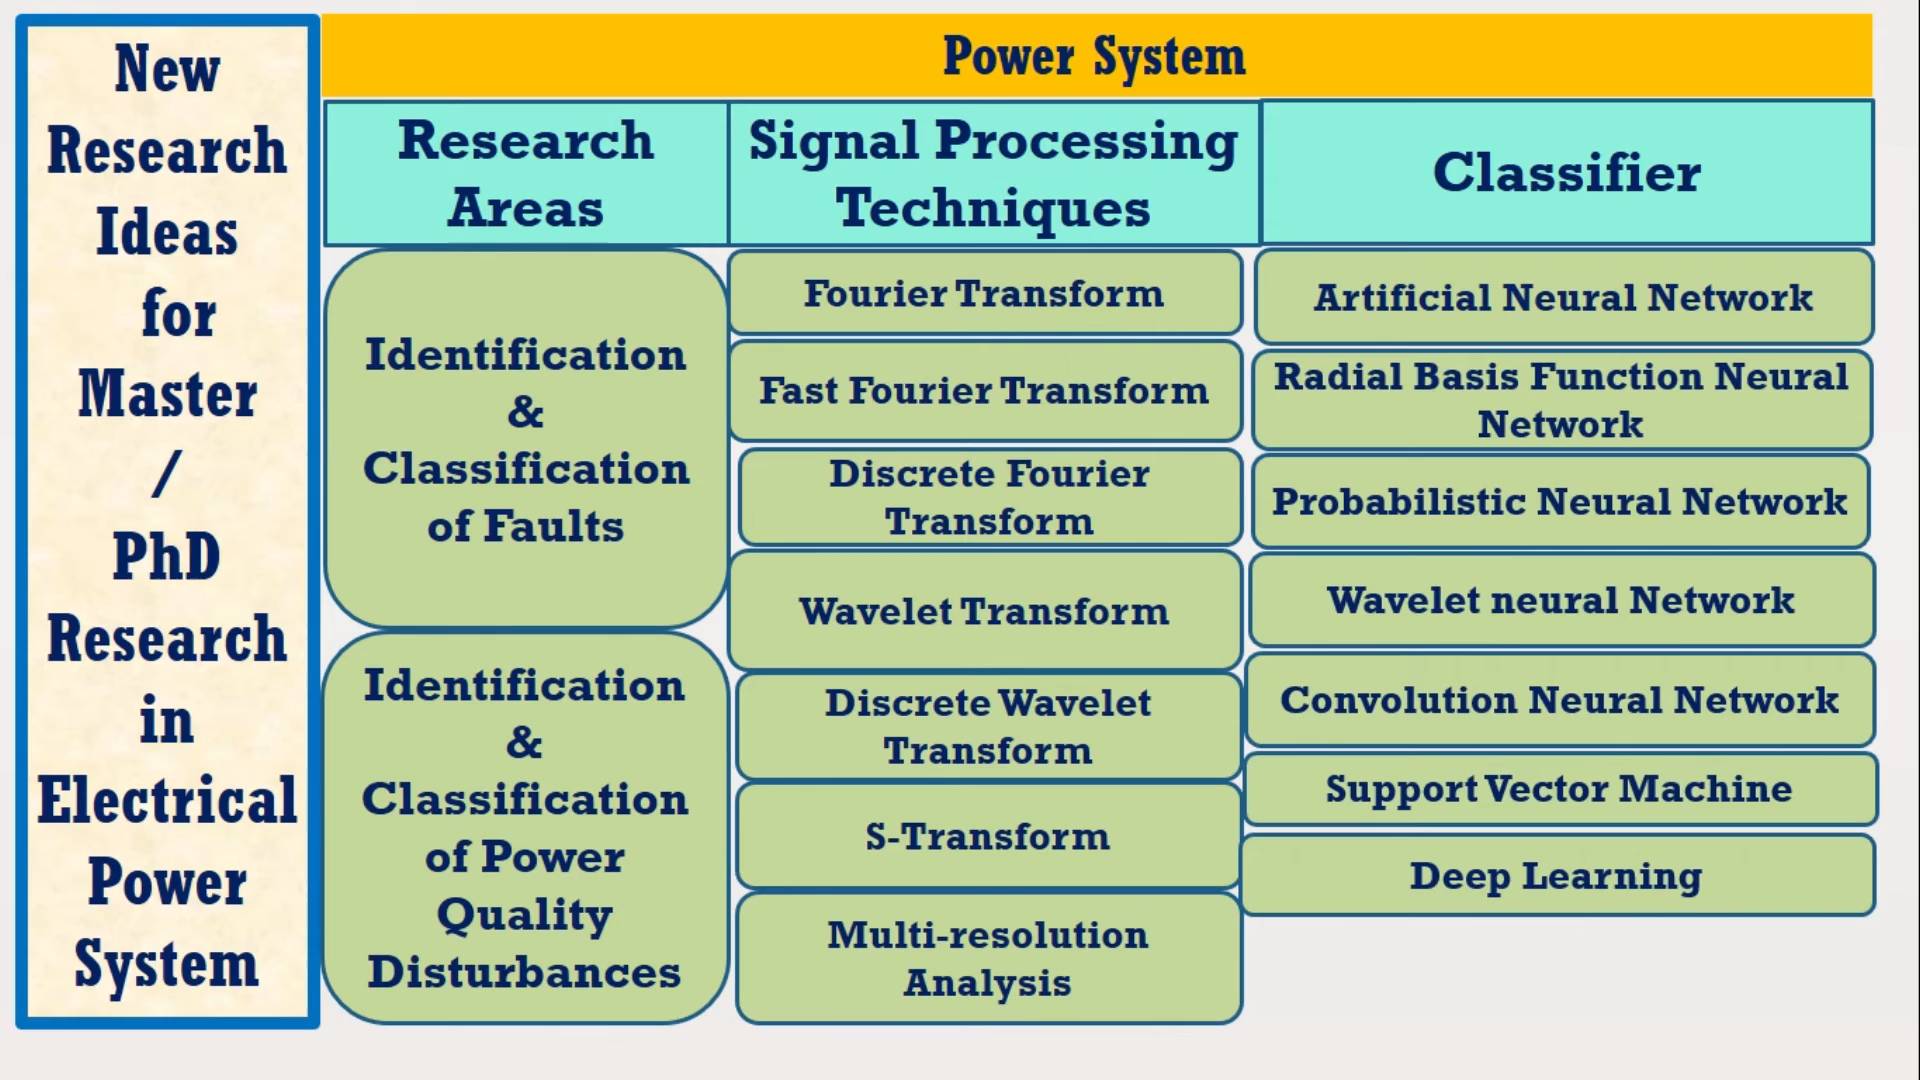 New
Research
Ideas
for
Master
/
PhD
Research
in
Electrical
Power
System
Power System
Research
Areas
Signal Processing
Techniques
Classifier
Identification
&
Classification
of Faults
Identification
&
Classification
of Power
Quality
Disturbances
Fourier Transform
Fast Fourier Transform
Discrete Fourier
Transform
Wavelet Transform
Discrete Wavelet
Transform
S-Transform
Multi-resolution
Analysis
Artificial Neural Network
Radial Basis Function Neural
Network
Probabilistic Neural Network
Wavelet neural Network
Convolution Neural Network
Support Vector Machine
Deep Learning